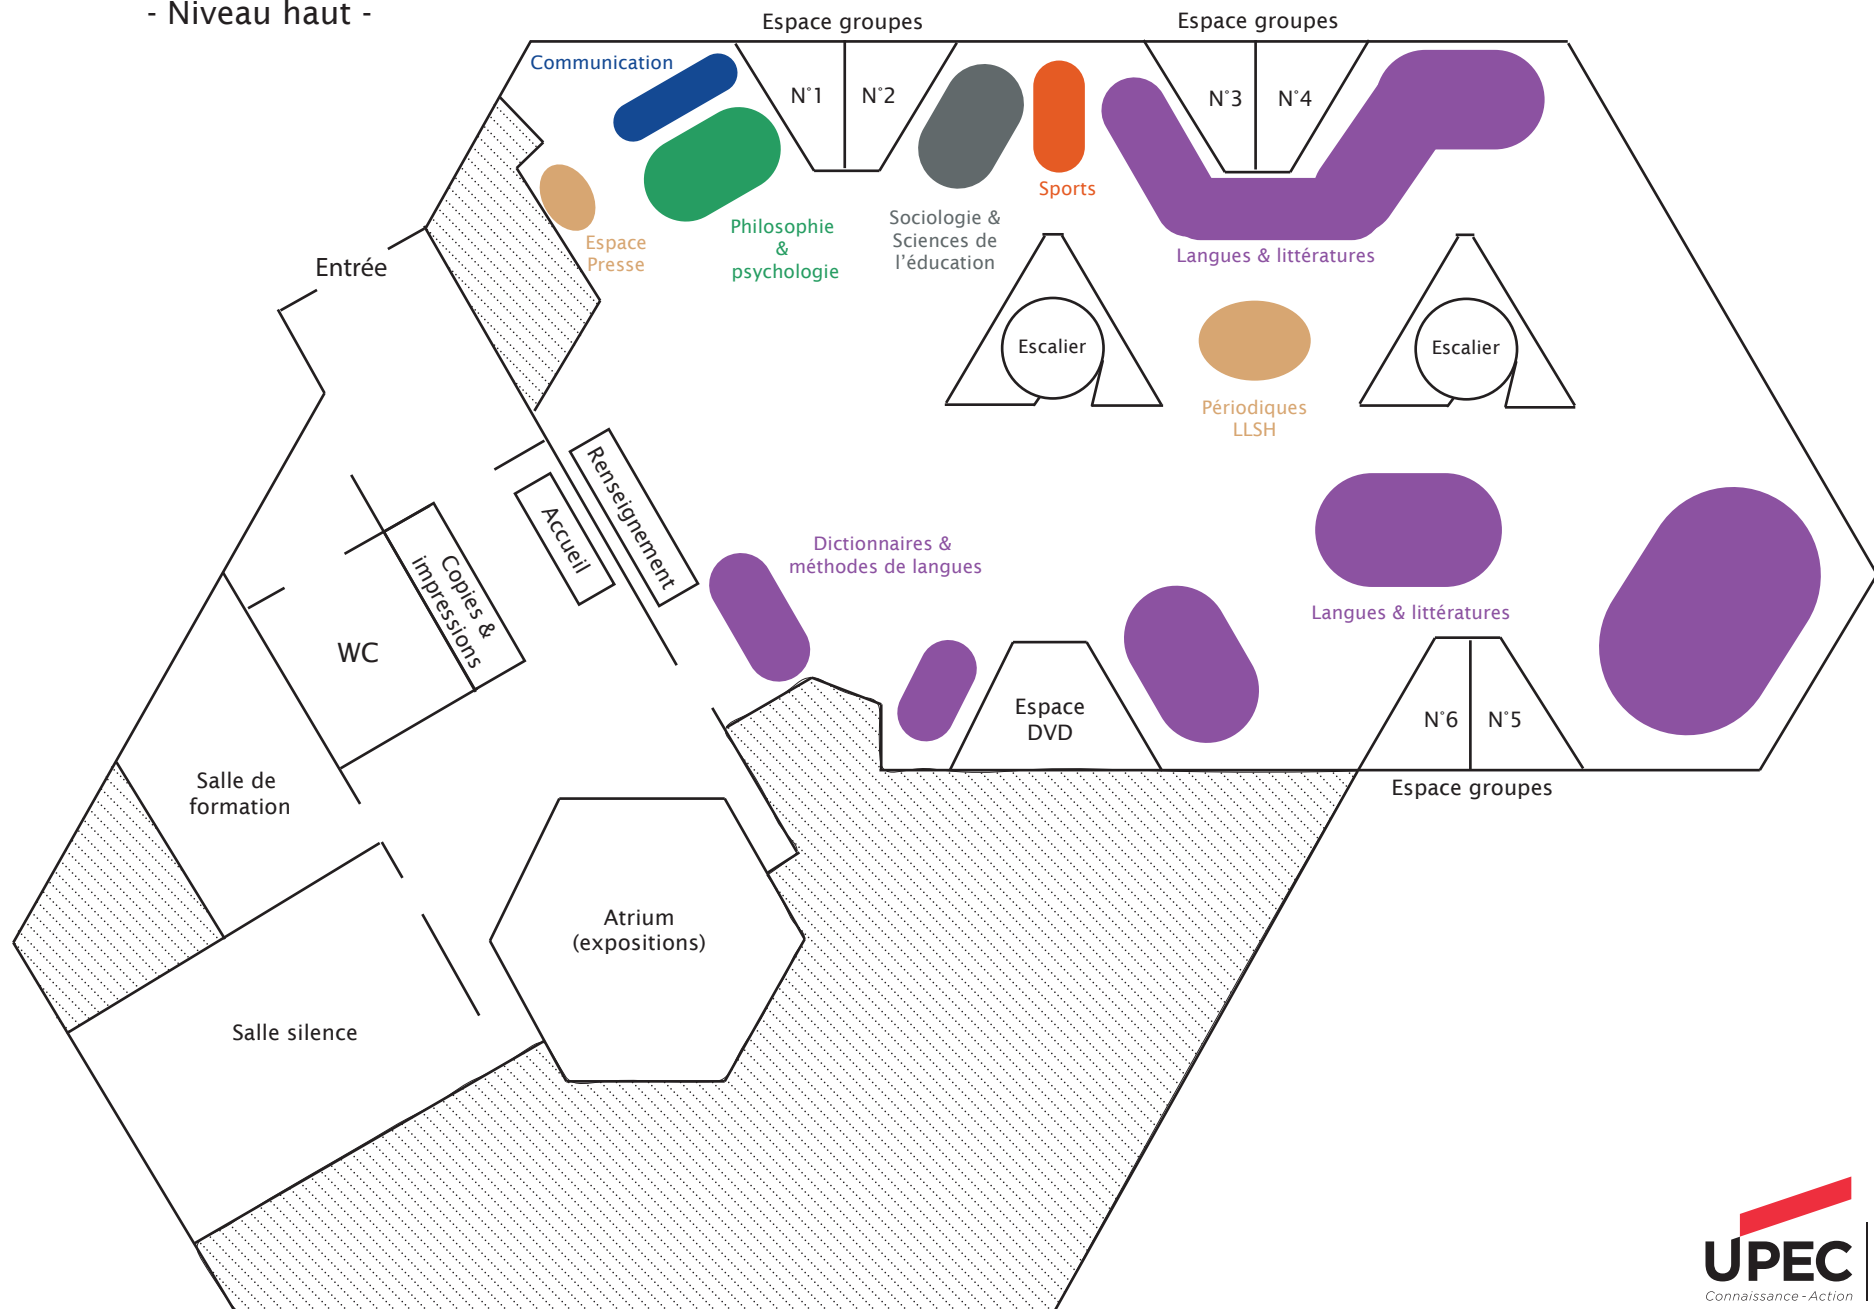 - Niveau haut -
Espace groupes
Espace groupes
Communication
N°1
N°2
N°3
N°4
Sports
Espace
Presse
Philosophie
&
psychologie
Sociologie &
Sciences de
l'éducation
Langues & littératures
Entrée
Escalier
Escalier
Périodiques
LLSH
Renseignement
Accueil
Copies &
impressions
Dictionnaires &
méthodes de langues
Langues & littératures
WC
Espace
DVD
N°6
N°5
Espace groupes
Salle de
formation
Atrium
(expositions)
Salle silence
UPEC
Connaissance - Action